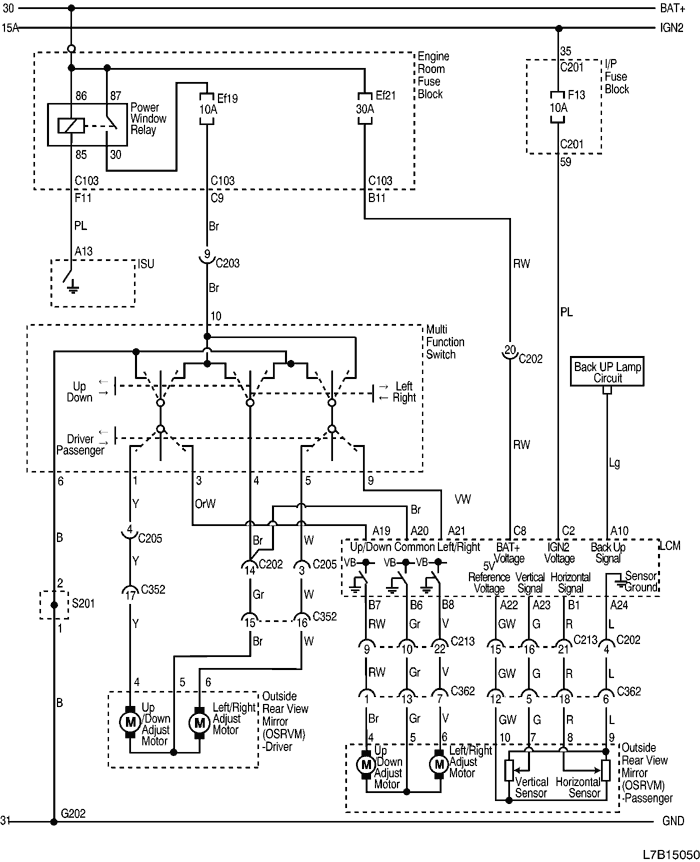 30 BAT+
15A IGN2
Engine
Room
Fuse
Block
35
C201
I/P
Fuse
Block
86 87
Power
Window
Relay
Ef19
10A
Ef21
30A
F13
10A
85 30
C201
59
C103 C103 C103
F11 C9 B11
PL Br
A13 9 C203
ISU
RW
Br
10
PL
Multi
Function
Switch
20
C202
Back UP Lamp
Circuit
Up
Down
Left
Right
Driver
Passenger
RW
Lg
6 1 3 4 5 9
Y OrW VW
Br
B Br W
A19 A20 A21 C8 C2 A10
4 C205
Up/Down Common Left/Right
BAT+
Voltage
IGN2
Voltage
Back Up
Signal
LCM
Y
14 C202 3 C205
VB VB VB
5V
Reference
Voltage
Vertical
Signal
Horizontal
Signal
Sensor
Ground
2
S201
1
17 C352
Gr W
B7 B6 B8 A22 A23 B1 A24
15 16 C352
RW Gr V GW G R L
Y Br W
9 10 22 C213 15 16 21 C213 4 C202
RW Gr V GW G R L
4 5 6
B
1 13 7 C362 12 5 18 6 C362
Outside
Rear View
Mirror
(OSRVM)
-Driver
M
Up
/Down
Adjust
Motor
M
Left/Right
Adjust
Motor
Br Gr V GW G R L
4 5 6 10 7 8 9
M
Up
/Down
Adjust
Motor
M
Left/Right
Adjust
Motor
Vertical
Sensor
Horizontal
Sensor
Outside
Rear View
Mirror
(OSRVM)
-Passenger
G202
31 GND
L7B15050